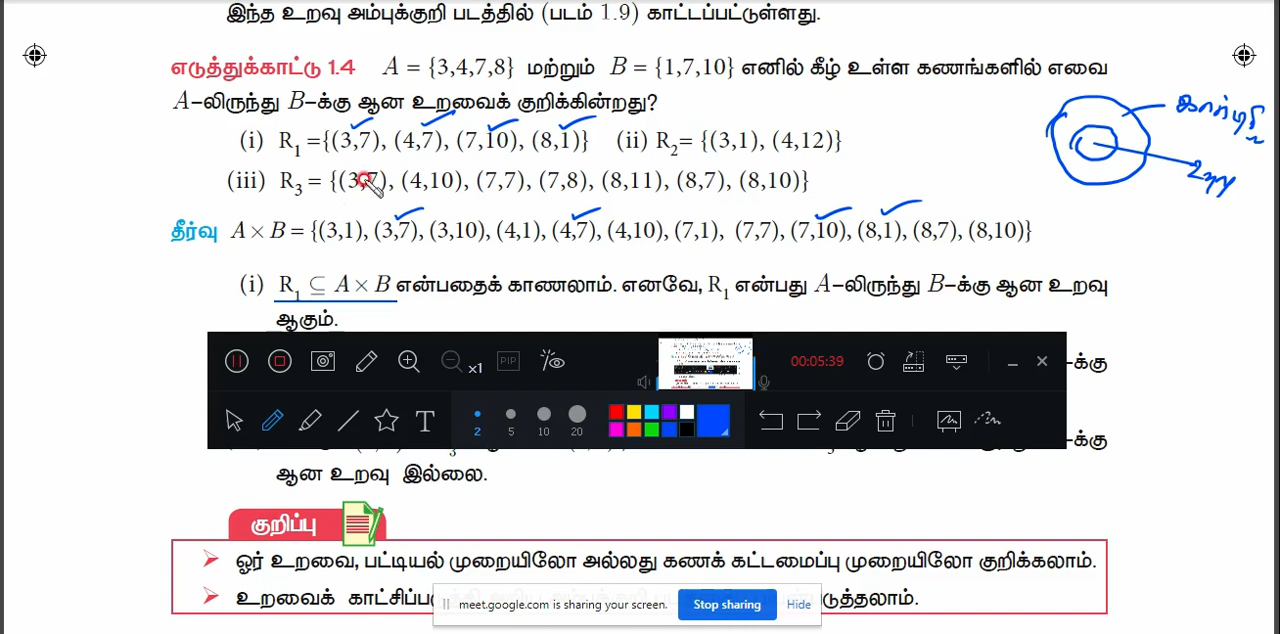 இந்த உறவு அம்புக்குறி படத்தில் (படம் 1.9) காட்டப்பட்டுள்ளது.
எடுத்துக்காட்டு 1.4 A = {3,4,7,8} மற்றும் B = {1,7,10} எனில் கீழ் உள்ள கணங்களில் எவை
A–லிருந்து B–க்கு ஆன உறவைக் குறிக்கின்றது?
(i) R₁ ={(3,7), (4,7), (7,10), (8,1)} (ii) R₂ = {(3,1), (4,12)}
(iii) R₃ = {(3,7), (4,10), (7,7), (7,8), (8,11), (8,7), (8,10)}
தீர்வு A × B = {(3,1), (3,7), (3,10), (4,1), (4,7), (4,10), (7,1), (7,7), (7,10), (8,1), (8,7), (8,10)}
(i) R₁ ⊆ A × B என்பதைக் காணலாம். எனவே, R₁ என்பது A–லிருந்து B–க்கு ஆன உறவு
ஆகும்.
x1
PIP
00:05:39
–க்கு
T
2 5 10 20
க்கு
ஆன உறவு இல்லை.
குறிப்பு
ஓர் உறவை, பட்டியல் முறையிலோ அல்லது கணக் கட்டமைப்பு முறையிலோ குறிக்கலாம்.
உறவைக்
meet.google.com is sharing your screen. Stop sharing Hide